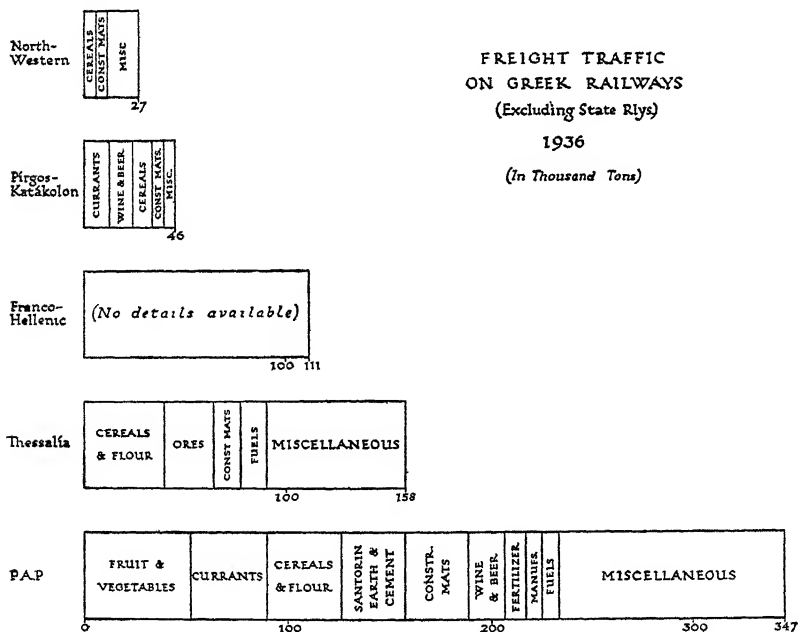 FREIGHT TRAFFIC
ON GREEK RAILWAYS
(Excluding State Rlys)
1936
(In Thousand Tons)
North-
Western
CEREALS
CONST MATS
MISC
27
Pírgos-
Katákolon
CURRANTS
WINE & BEER
CEREALS
CONST MATS.
MISC.
46
Franco-
Hellenic
(No details available)
100 111
Thessalía
CEREALS
& FLOUR
ORES
CONST MATS
FUELS
MISCELLANEOUS
100 158
P.A.P
FRUIT &
VEGETABLES
CURRANTS
CEREALS
& FLOUR
SANTORIN
EARTH &
CEMENT
CONSTR.
MATS
WINE
& BEER
FERTILIZER
MANUFS.
FUELS
MISCELLANEOUS
0 100 200 300 347